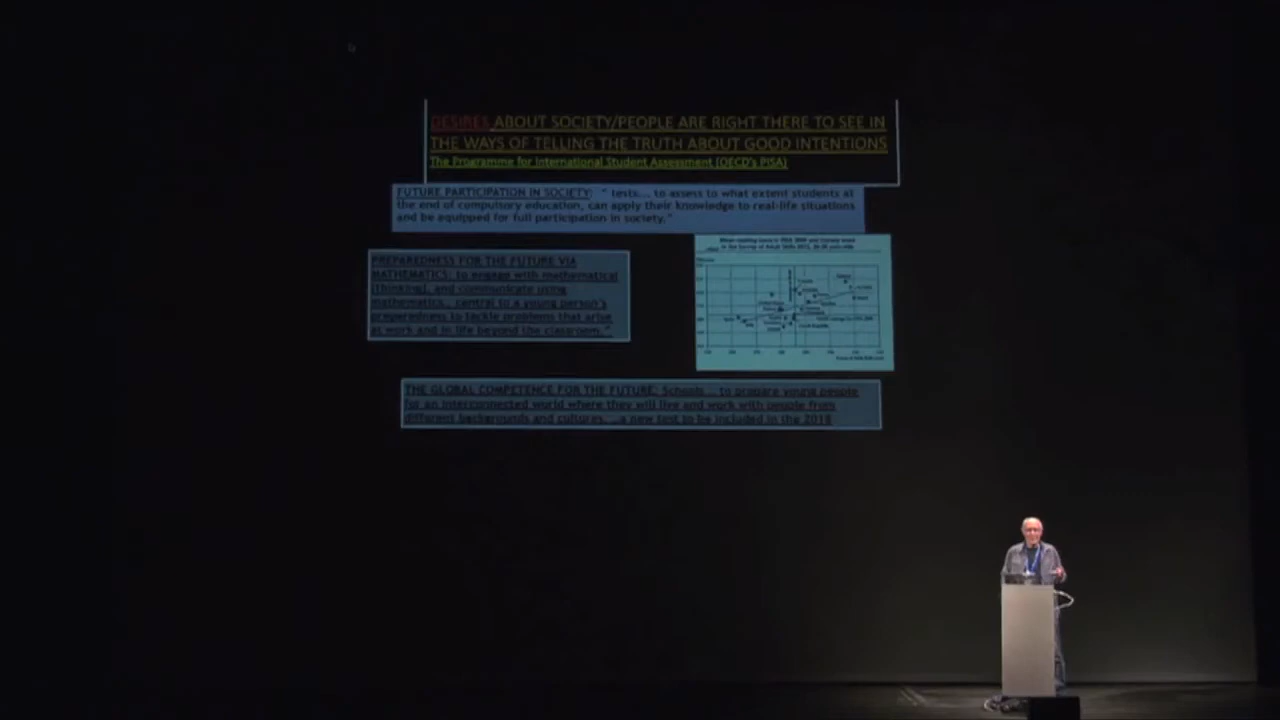 DESIRES ABOUT SOCIETY/PEOPLE ARE RIGHT THERE TO SEE IN
THE WAYS OF TELLING THE TRUTH ABOUT GOOD INTENTIONS
The Programme for International Student Assessment (OECD's PISA)
FUTURE PARTICIPATION IN SOCIETY: " tests... to assess to what extent students at
the end of compulsory education, can apply their knowledge to real-life situations
and be equipped for full participation in society."
PREPAREDNESS FOR THE FUTURE VIA
MATHEMATICS: to engage with mathematical
[thinking], and communicate using
mathematics.. central to a young person's
preparedness to tackle problems that arise
at work and in life beyond the classroom."
THE GLOBAL COMPETENCE FOR THE FUTURE: Schools .. to prepare young people
for an interconnected world where they will live and work with people from
different backgrounds and cultures....a new test to be included in the 2018